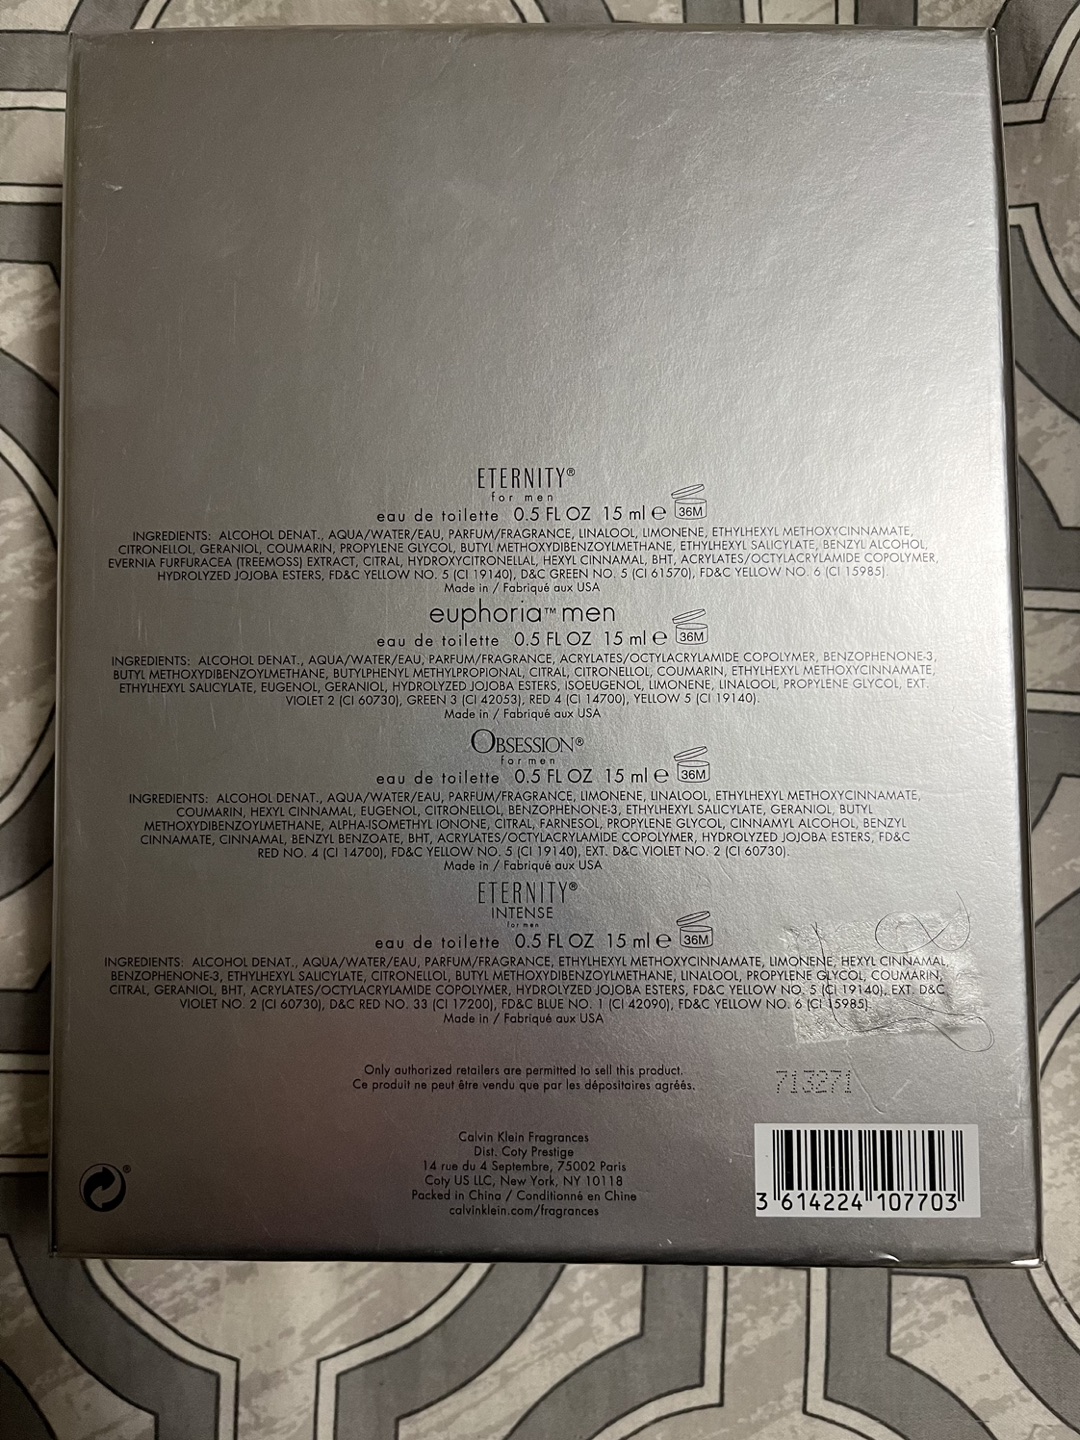 ETERNITY®
for men
eau de toilette 0.5 FL OZ 15 ml ℮ 36M
INGREDIENTS: ALCOHOL DENAT., AQUA/WATER/EAU, PARFUM/FRAGRANCE, LINALOOL, LIMONENE, ETHYLHEXYL METHOXYCINNAMATE,
CITRONELLOL, GERANIOL, COUMARIN, PROPYLENE GLYCOL, BUTYL METHOXYDIBENZOYLMETHANE, ETHYLHEXYL SALICYLATE, BENZYL ALCOHOL,
EVERNIA FURFURACEA (TREEMOSS) EXTRACT, CITRAL, HYDROXYCITRONELLAL, HEXYL CINNAMAL, BHT, ACRYLATES/OCTYLACRYLAMIDE COPOLYMER,
HYDROLYZED JOJOBA ESTERS, FD&C YELLOW NO. 5 (CI 19140), D&C GREEN NO. 5 (CI 61570), FD&C YELLOW NO. 6 (CI 15985).
Made in / Fabriqué aux USA
euphoria™ men
eau de toilette 0.5 FL OZ 15 ml ℮ 36M
INGREDIENTS: ALCOHOL DENAT., AQUA/WATER/EAU, PARFUM/FRAGRANCE, ACRYLATES/OCTYLACRYLAMIDE COPOLYMER, BENZOPHENONE-3,
BUTYL METHOXYDIBENZOYLMETHANE, BUTYLPHENYL METHYLPROPIONAL, CITRAL, CITRONELLOL, COUMARIN, ETHYLHEXYL METHOXYCINNAMATE,
ETHYLHEXYL SALICYLATE, EUGENOL, GERANIOL, HYDROLYZED JOJOBA ESTERS, ISOEUGENOL, LIMONENE, LINALOOL, PROPYLENE GLYCOL, EXT.
VIOLET 2 (CI 60730), GREEN 3 (CI 42053), RED 4 (CI 14700), YELLOW 5 (CI 19140).
Made in / Fabriqué aux USA
OBSESSION®
for men
eau de toilette 0.5 FL OZ 15 ml ℮ 36M
INGREDIENTS: ALCOHOL DENAT., AQUA/WATER/EAU, PARFUM/FRAGRANCE, LIMONENE, LINALOOL, ETHYLHEXYL METHOXYCINNAMATE,
COUMARIN, HEXYL CINNAMAL, EUGENOL, CITRONELLOL, BENZOPHENONE-3, ETHYLHEXYL SALICYLATE, GERANIOL, BUTYL
METHOXYDIBENZOYLMETHANE, ALPHA-ISOMETHYL IONONE, CITRAL, FARNESOL, PROPYLENE GLYCOL, CINNAMYL ALCOHOL, BENZYL
CINNAMATE, CINNAMAL, BENZYL BENZOATE, BHT, ACRYLATES/OCTYLACRYLAMIDE COPOLYMER, HYDROLYZED JOJOBA ESTERS, FD&C
RED NO. 4 (CI 14700), FD&C YELLOW NO. 5 (CI 19140), EXT. D&C VIOLET NO. 2 (CI 60730).
Made in / Fabriqué aux USA
ETERNITY®
INTENSE
for men
eau de toilette 0.5 FL OZ 15 ml ℮ 36M
INGREDIENTS: ALCOHOL DENAT., AQUA/WATER/EAU, PARFUM/FRAGRANCE, ETHYLHEXYL METHOXYCINNAMATE, LIMONENE, HEXYL CINNAMAL,
BENZOPHENONE-3, ETHYLHEXYL SALICYLATE, CITRONELLOL, BUTYL METHOXYDIBENZOYLMETHANE, LINALOOL, PROPYLENE GLYCOL, COUMARIN,
CITRAL, GERANIOL, BHT, ACRYLATES/OCTYLACRYLAMIDE COPOLYMER, HYDROLYZED JOJOBA ESTERS, FD&C YELLOW NO. 5 (CI 19140), EXT. D&C
VIOLET NO. 2 (CI 60730), D&C RED NO. 33 (CI 17200), FD&C BLUE NO. 1 (CI 42090), FD&C YELLOW NO. 6 (CI 15985).
Made in / Fabriqué aux USA
Only authorized retailers are permitted to sell this product.
Ce produit ne peut être vendu que par les dépositaires agréés.
713271
Calvin Klein Fragrances
Dist. Coty Prestige
14 rue du 4 Septembre, 75002 Paris
Coty US LLC, New York, NY 10118
Packed in China / Conditionné en Chine
calvinklein.com/fragrances
3 614224 107703